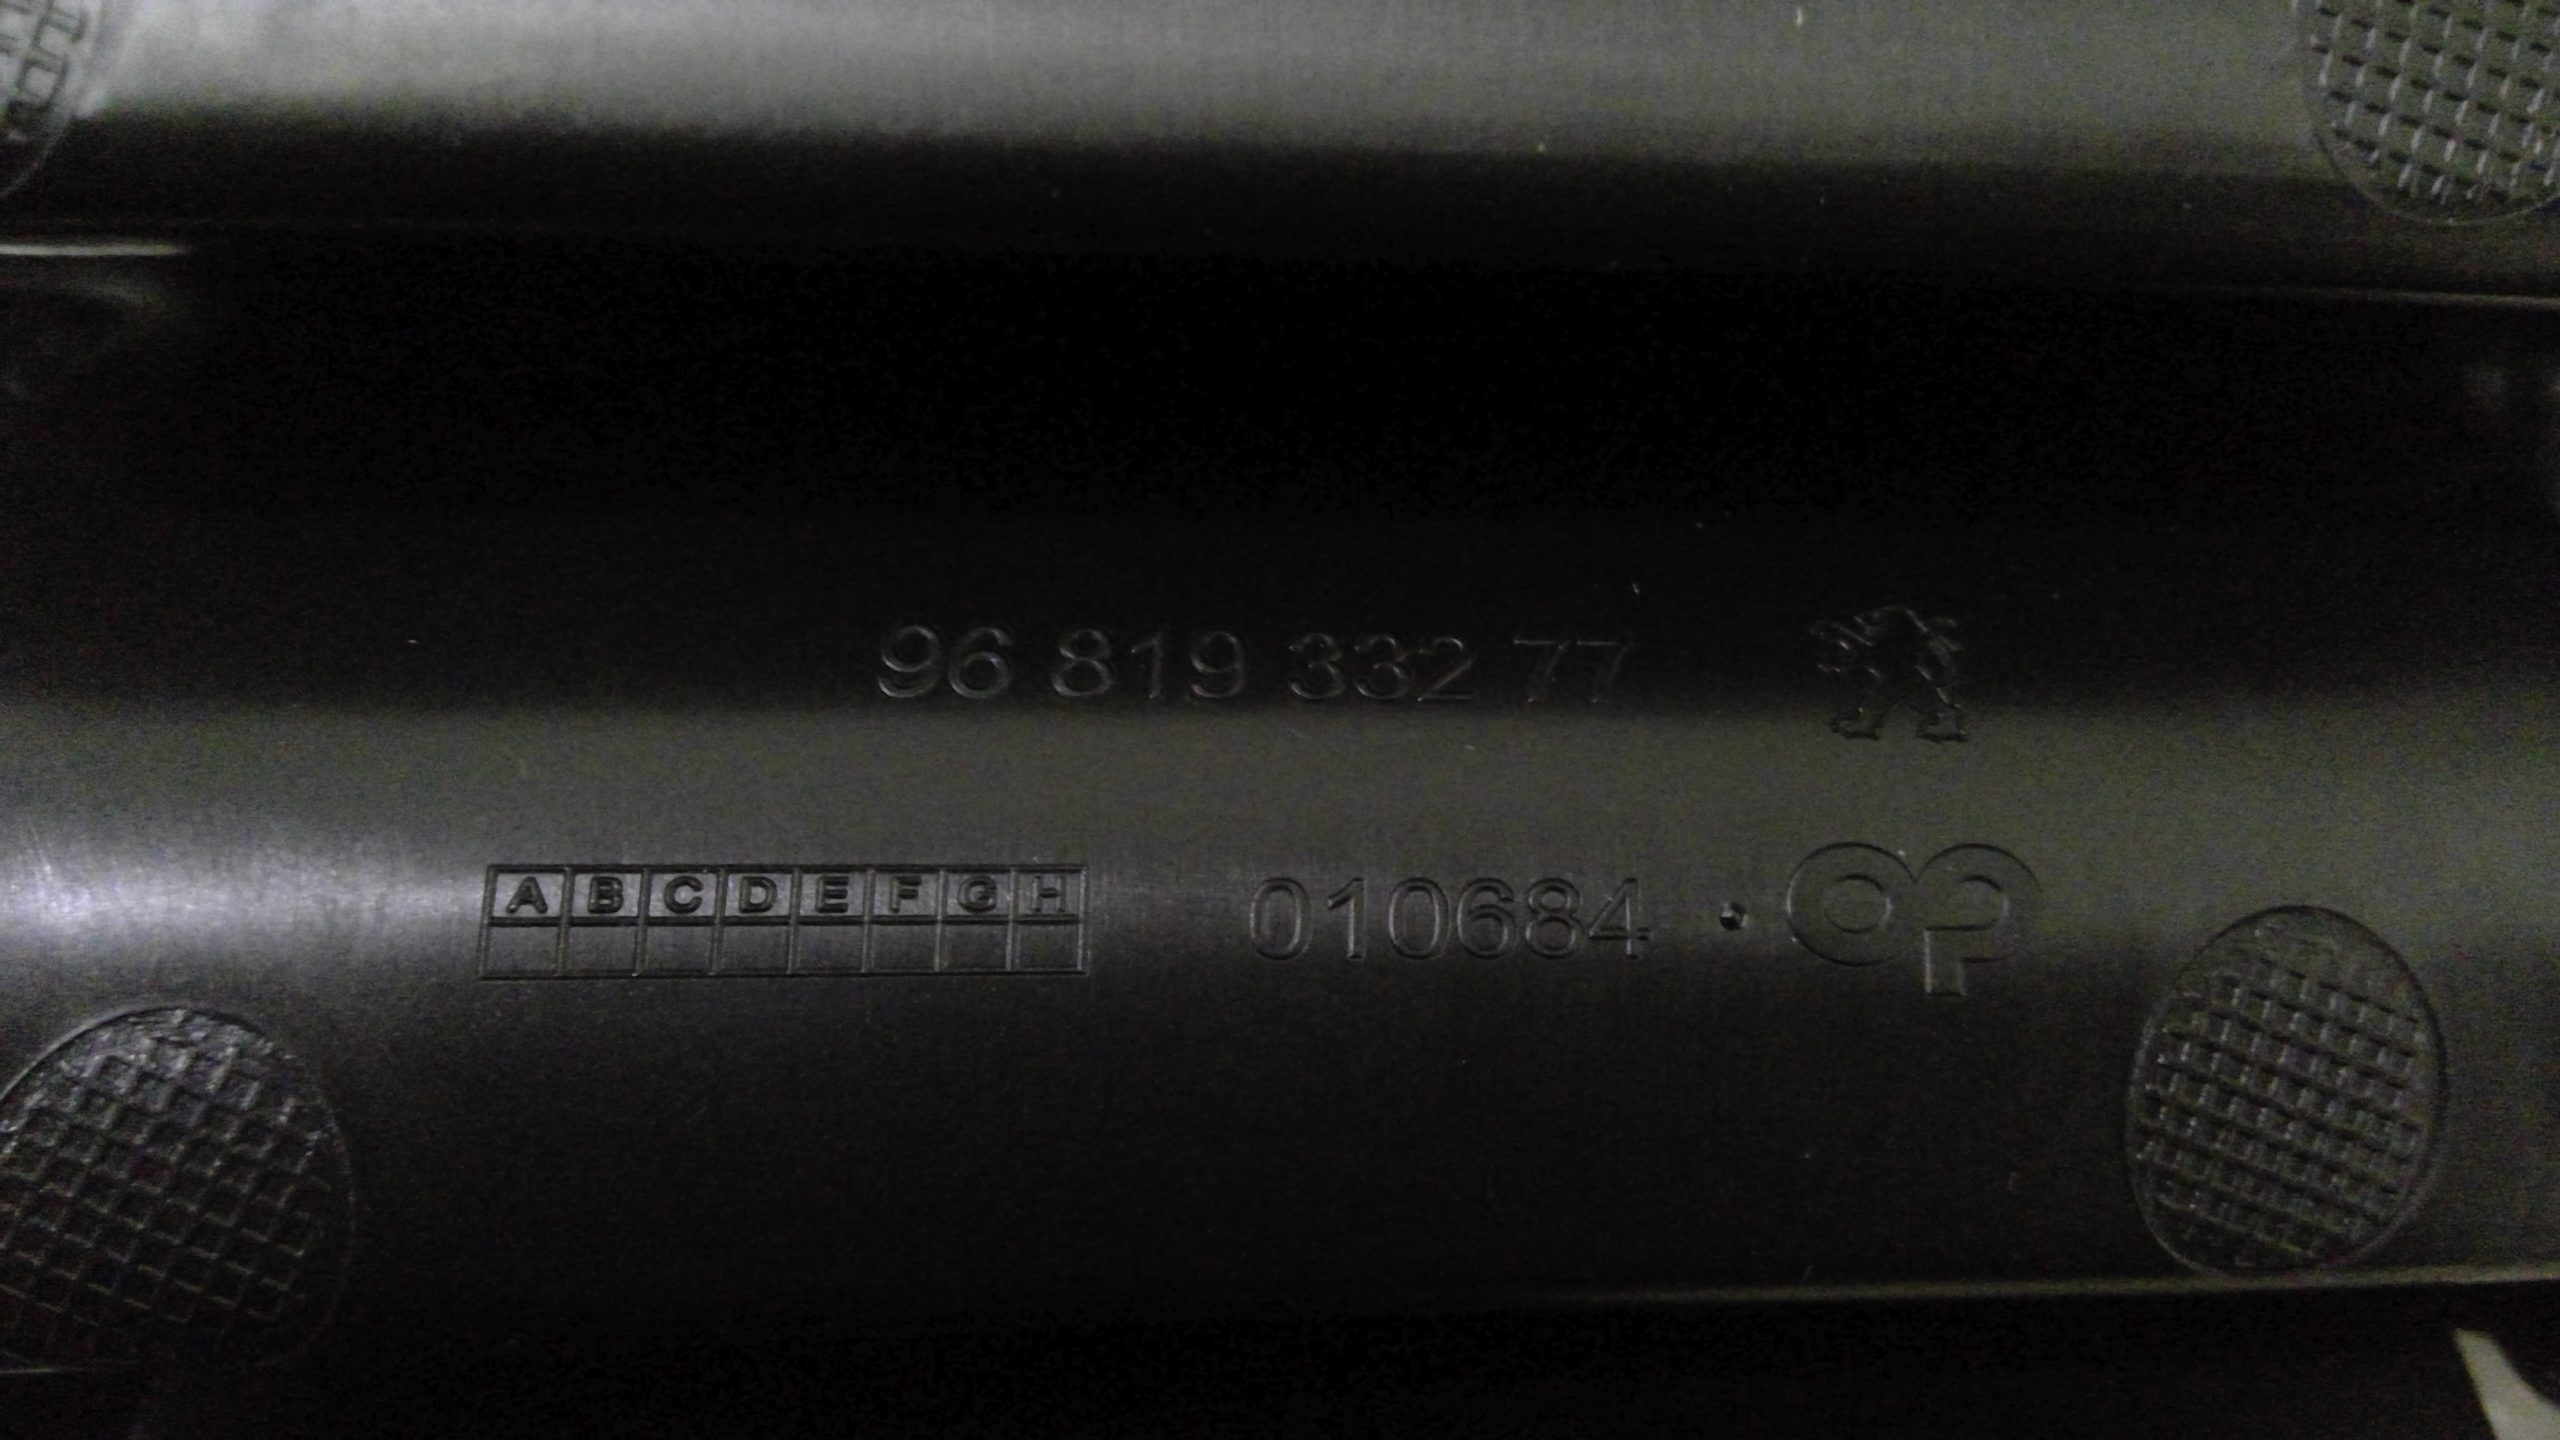 96 819 332 77
A B C D E F G H
010684 • OP